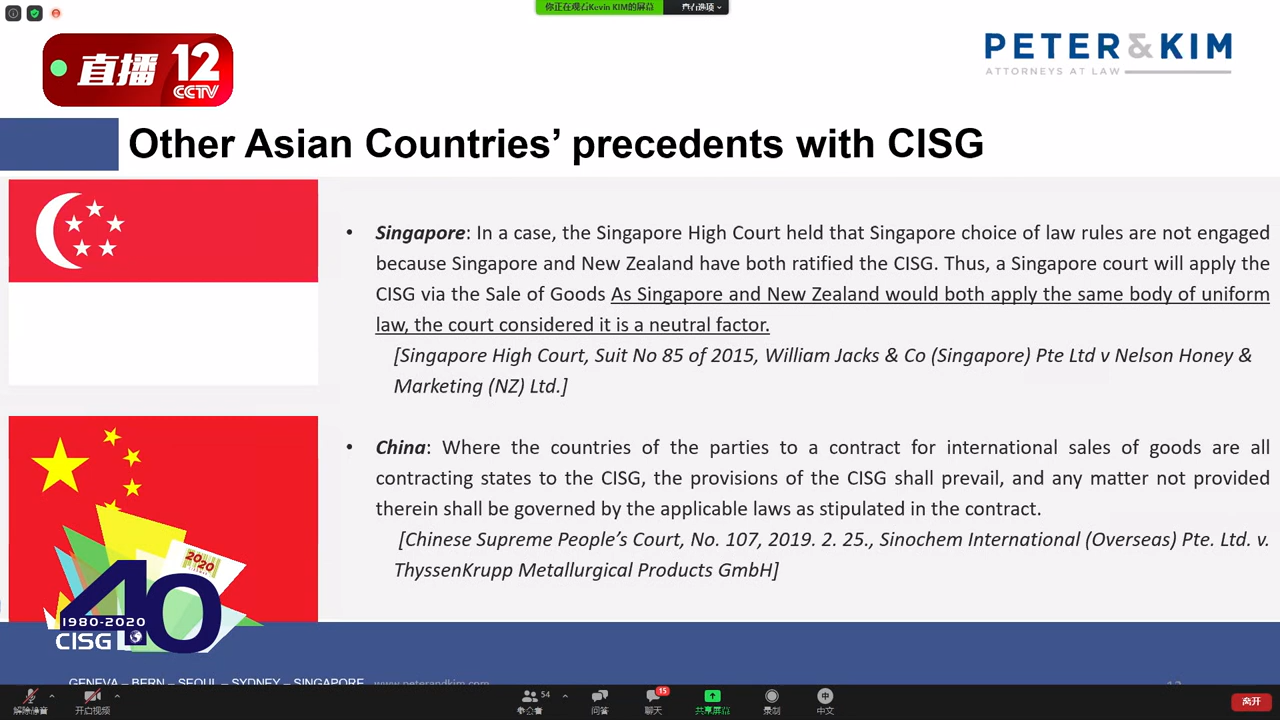 你正在观看Kevin KIM的屏幕
查看选项
直播 12
CCTV
PETER&KIM
ATTORNEYS AT LAW
Other Asian Countries’ precedents with CISG
• Singapore: In a case, the Singapore High Court held that Singapore choice of law rules are not engaged
because Singapore and New Zealand have both ratified the CISG. Thus, a Singapore court will apply the
CISG via the Sale of Goods As Singapore and New Zealand would both apply the same body of uniform
law, the court considered it is a neutral factor.
[Singapore High Court, Suit No 85 of 2015, William Jacks & Co (Singapore) Pte Ltd v Nelson Honey &
Marketing (NZ) Ltd.]
• China: Where the countries of the parties to a contract for international sales of goods are all
contracting states to the CISG, the provisions of the CISG shall prevail, and any matter not provided
therein shall be governed by the applicable laws as stipulated in the contract.
[Chinese Supreme People’s Court, No. 107, 2019. 2. 25., Sinochem International (Overseas) Pte. Ltd. v.
ThyssenKrupp Metallurgical Products GmbH]
2020
40
1980-2020
CISG
GENEVA – BERN – SEOUL – SYDNEY – SINGAPORE www.peterandkim.com
解除静音
开启视频
54
参会者
问答
15
聊天
共享屏幕
录制
中文
离开